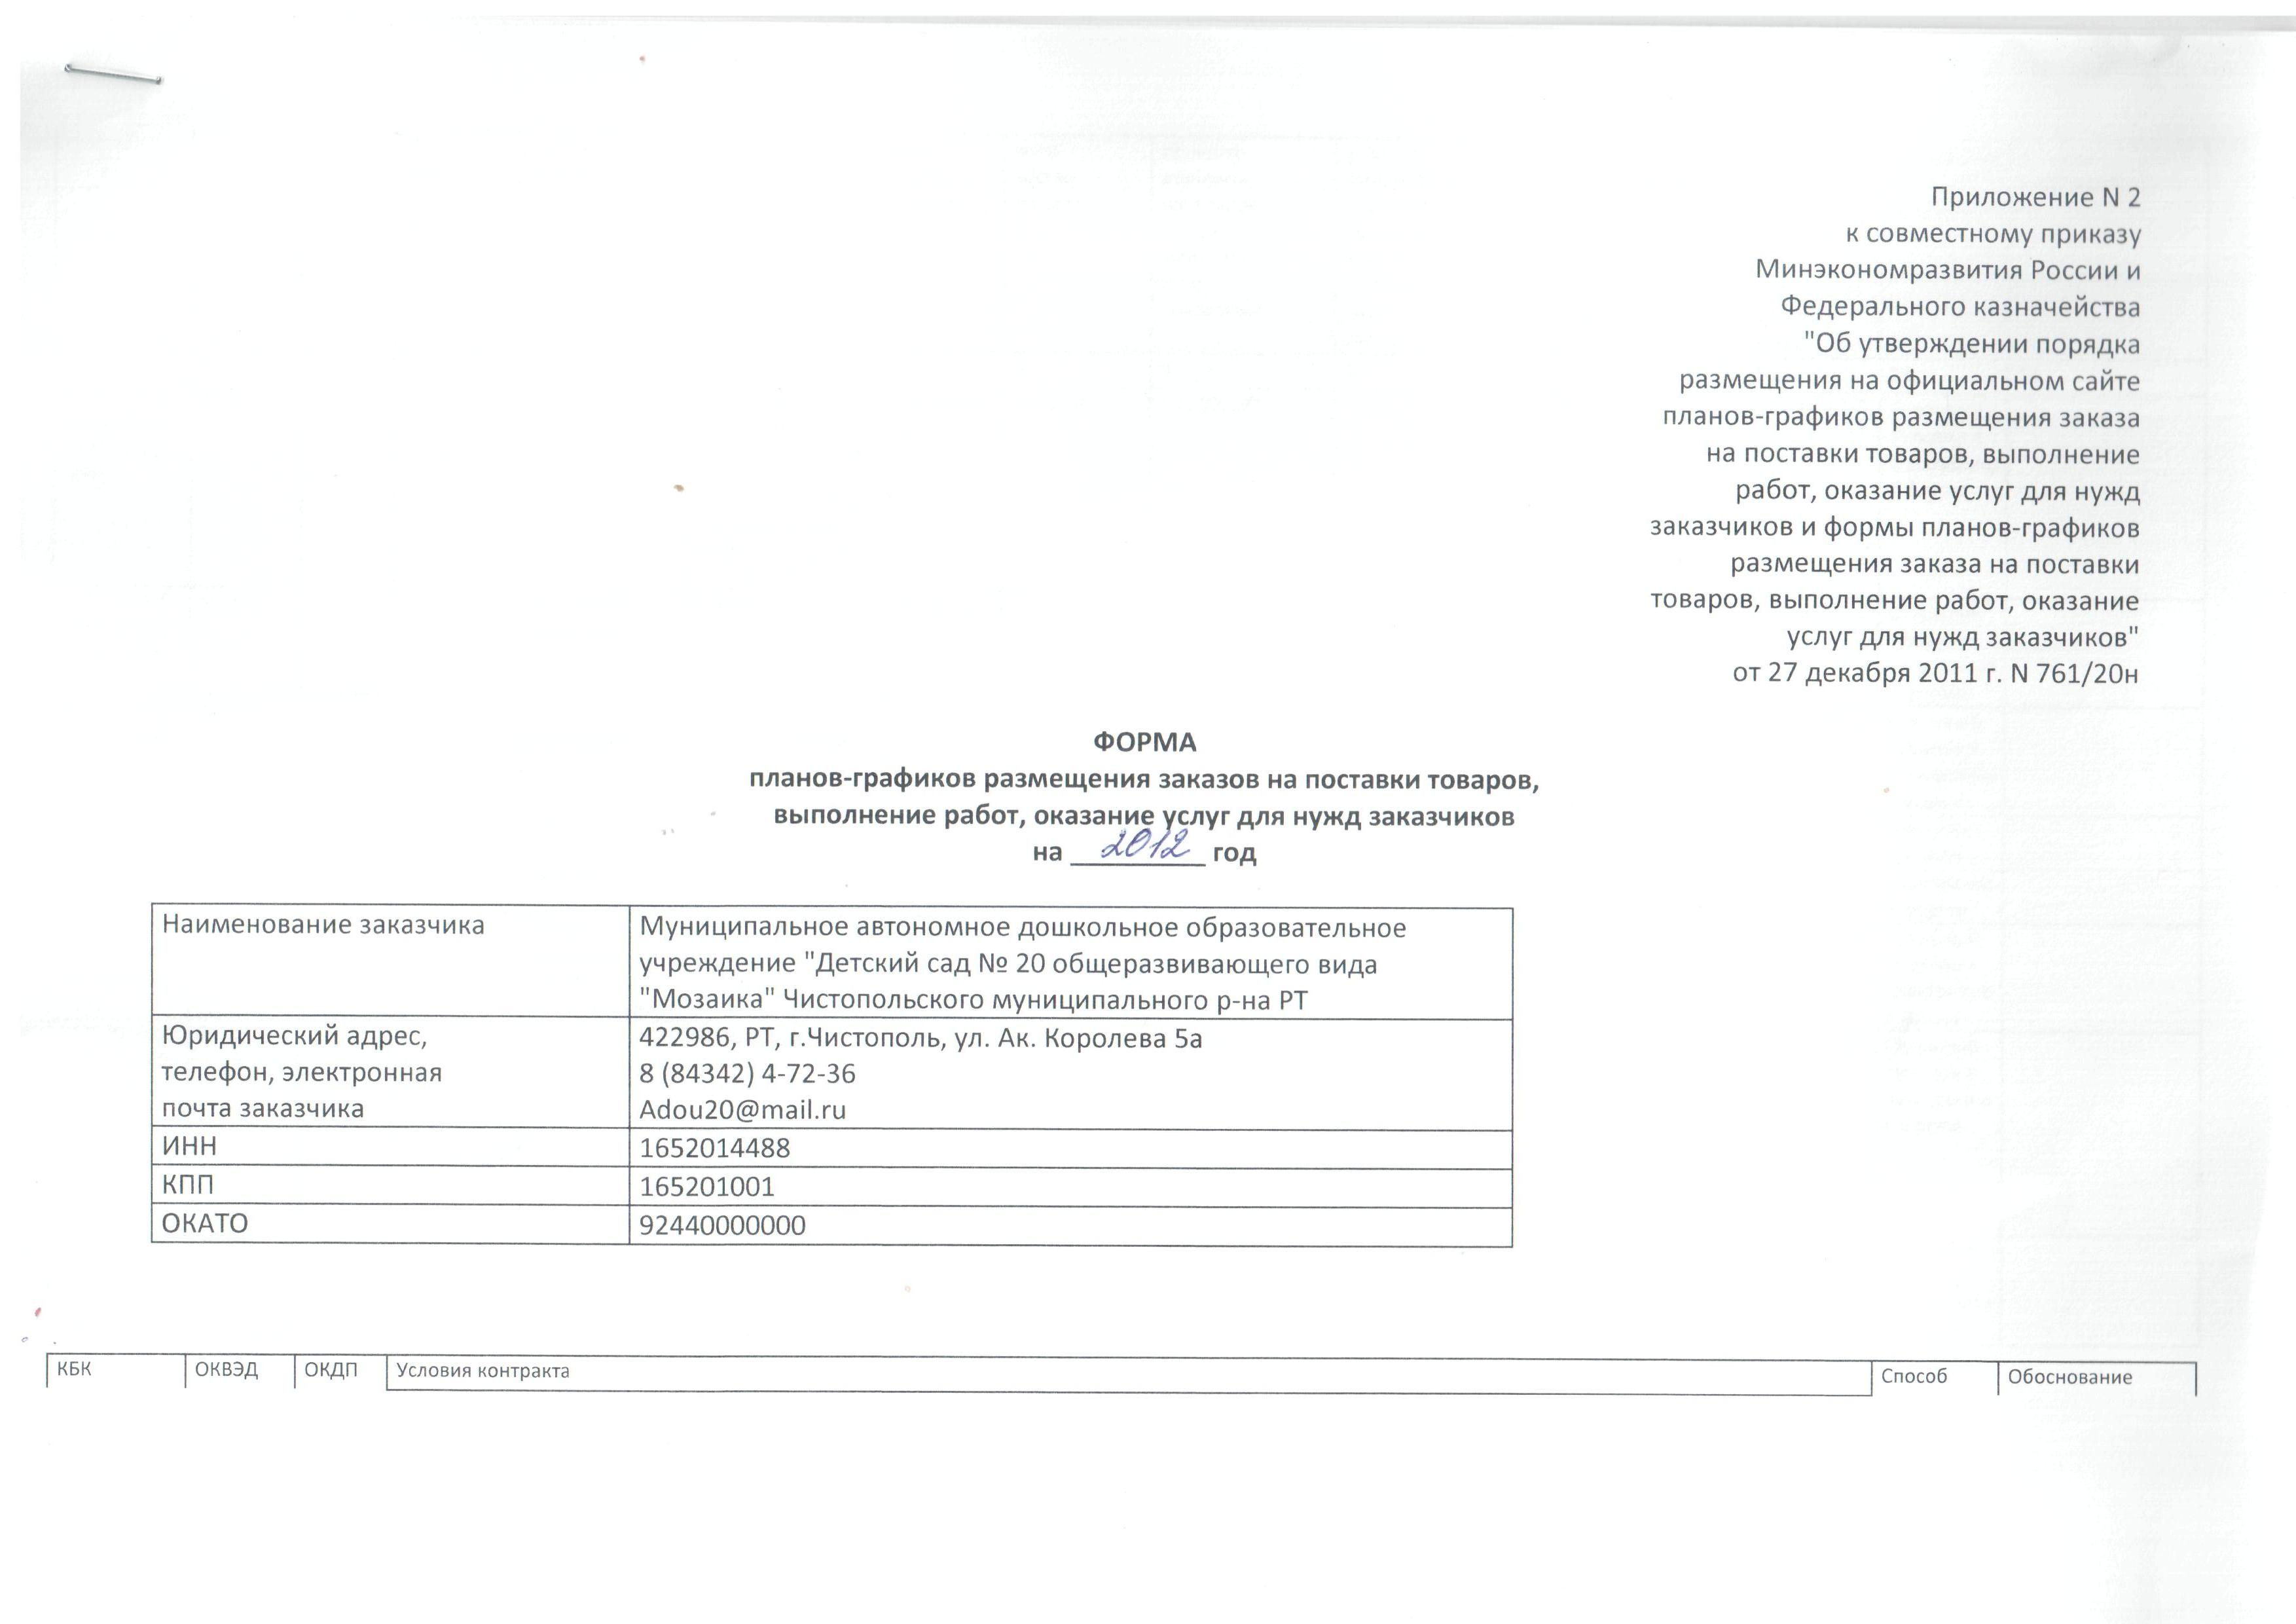 Приложение N 2
к совместному приказу
Минэкономразвития России и
Федерального казначейства
"Об утверждении порядка
размещения на официальном сайте
планов-графиков размещения заказа
на поставки товаров, выполнение
работ, оказание услуг для нужд
заказчиков и формы планов-графиков
размещения заказа на поставки
товаров, выполнение работ, оказание
услуг для нужд заказчиков"
от 27 декабря 2011 г. N 761/20н
ФОРМА
планов-графиков размещения заказов на поставки товаров,
выполнение работ, оказание услуг для нужд заказчиков
на 2012 год
Наименование заказчика
Муниципальное автономное дошкольное образовательное
учреждение "Детский сад № 20 общеразвивающего вида
"Мозаика" Чистопольского муниципального р-на РТ
Юридический адрес,
телефон, электронная
почта заказчика
422986, РТ, г.Чистополь, ул. Ак. Королева 5а
8 (84342) 4-72-36
Adou20@mail.ru
ИНН 1652014488
КПП 165201001
ОКАТО 92440000000
КБК ОКВЭД ОКДП Условия контракта Способ Обоснование